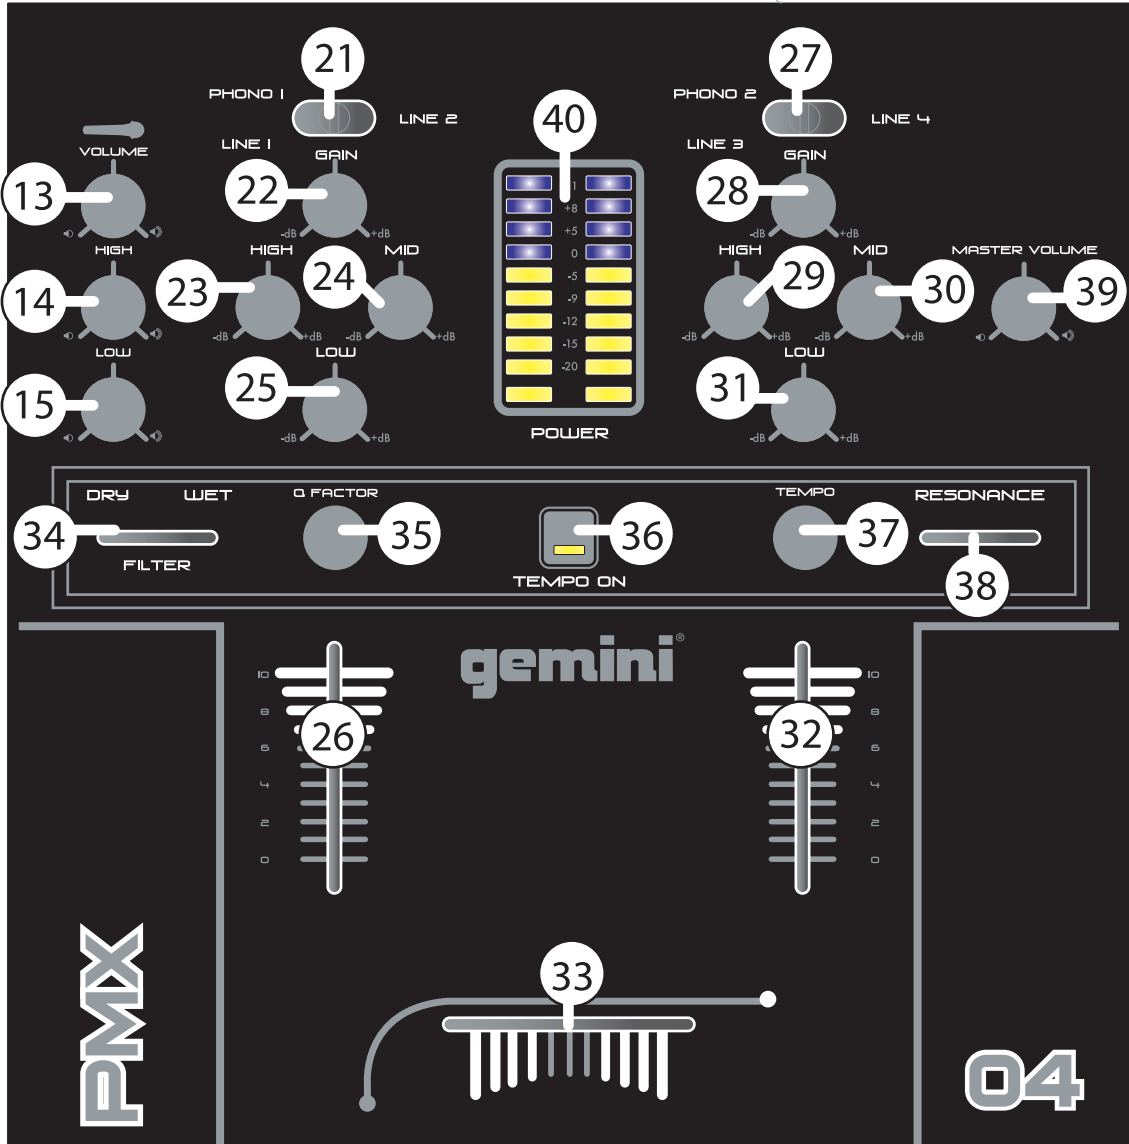 21
27
PHONO 1
PHONO 2
40
LINE 2
LINE 4
VOLUME
LINE 1
LINE 3
GAIN
GAIN
13
22
28
+8
+5
-dB
+dB
-dB
+dB
HIGH
HIGH
MID
0
HIGH
MID
MASTER VOLUME
14
23
24
-5
29
30
39
-9
-12
-dB
+dB
-dB
+dB
-dB
+dB
-dB
+dB
-15
LOW
LOW
LOW
-20
15
25
31
POWER
-dB
+dB
-dB
+dB
DRY
WET
Q FACTOR
TEMPO
RESONANCE
34
35
36
37
FILTER
TEMPO ON
38
gemini®
10
10
8
8
26
32
6
6
4
4
2
2
0
0
33
PMX
04